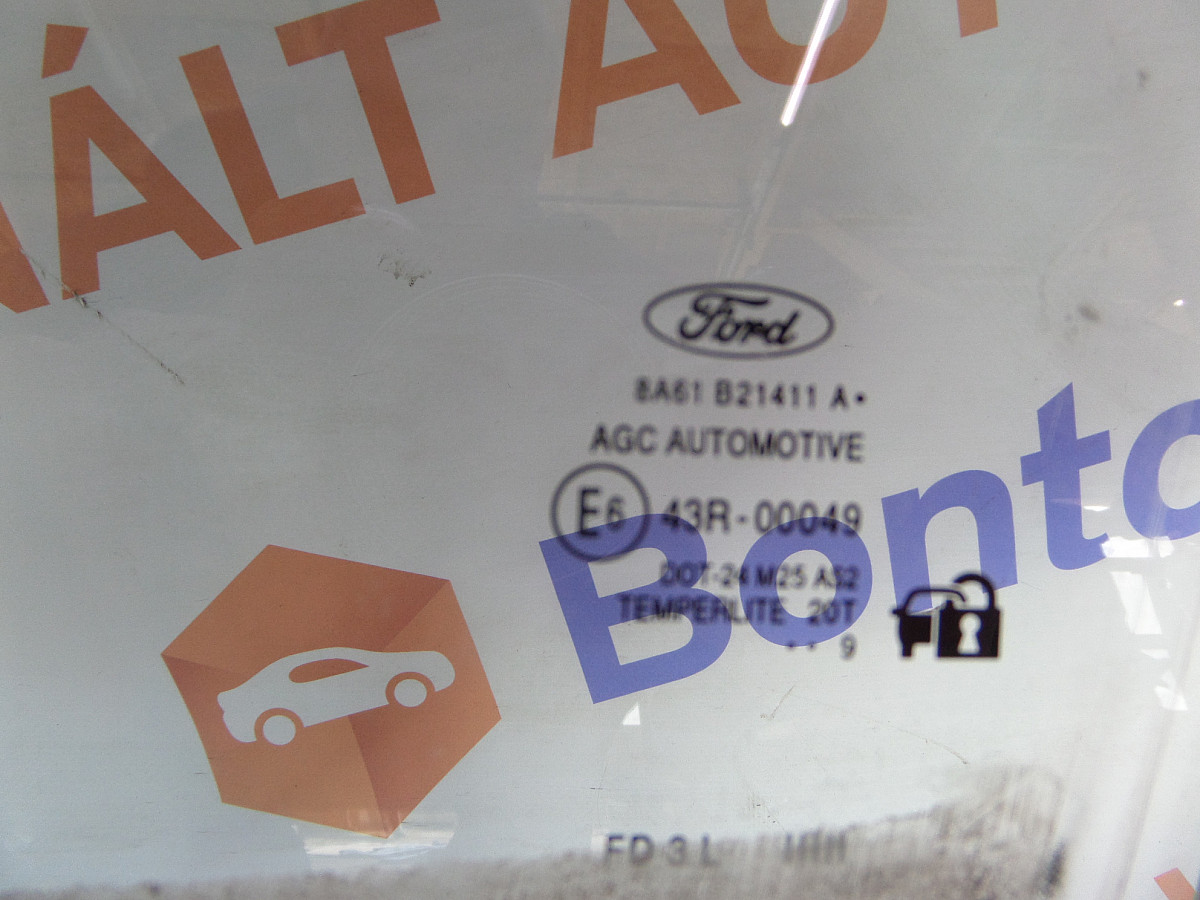 ÁLT AUT
Ford
8A61 B21411 A•
AGC AUTOMOTIVE
E6 43R-00049
DOT-24 M25 AS2
TEMPERLITE 20T
•• 9
Bonto
FD 3 L